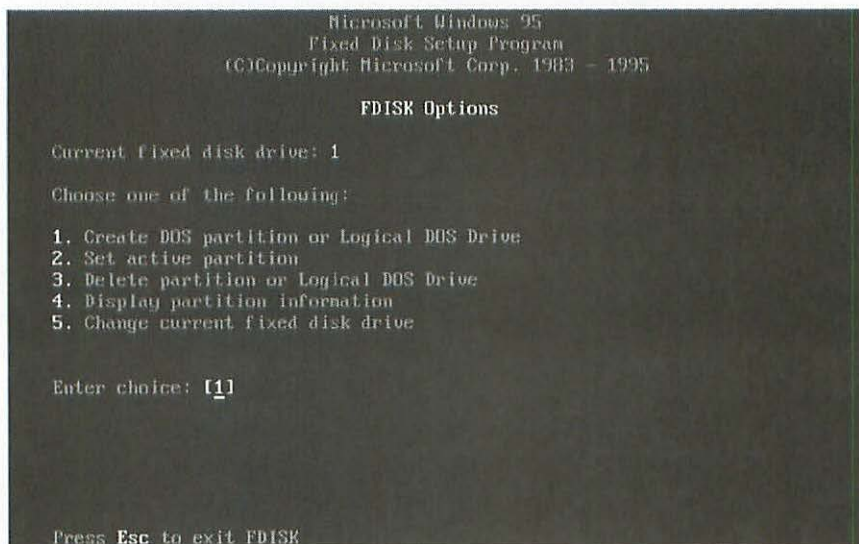 Microsoft Windows 95
Fixed Disk Setup Program
(C)Copyright Microsoft Corp. 1983 - 1995
FDISK Options
Current fixed disk drive: 1
Choose one of the following:
1. Create DOS partition or Logical DOS Drive
2. Set active partition
3. Delete partition or Logical DOS Drive
4. Display partition information
5. Change current fixed disk drive
Enter choice: [1]
Press Esc to exit FDISK